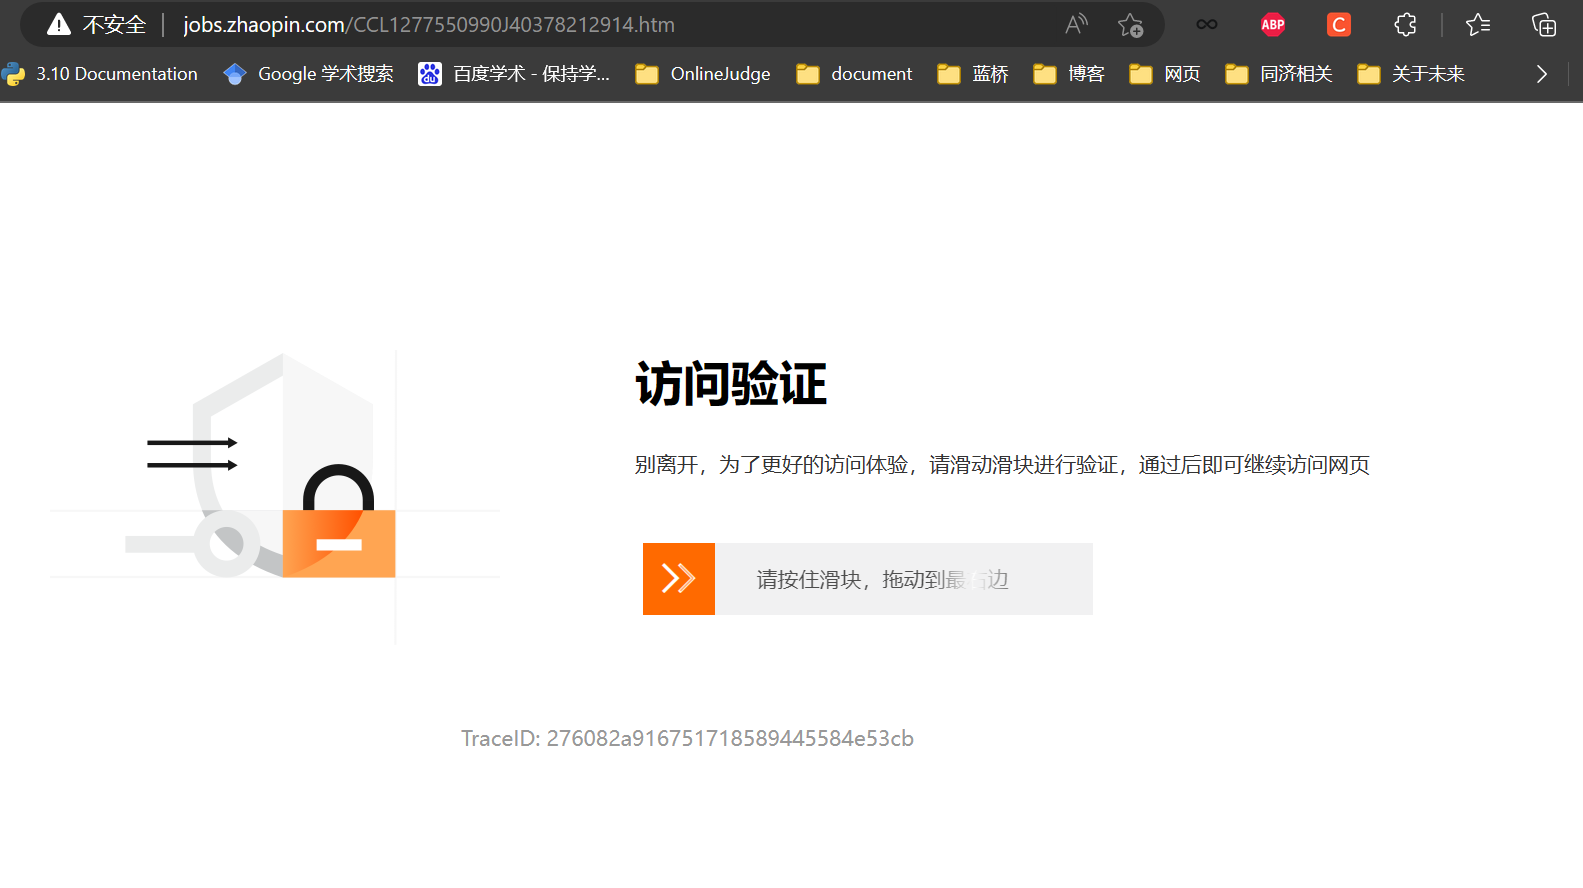 不安全 jobs.zhaopin.com/CCL1277550990J40378212914.htm
ABP C
3.10 Documentation Google 学术搜索 百度学术 - 保持学... OnlineJudge document 蓝桥 博客 网页 同济相关 关于未来
访问验证
别离开，为了更好的访问体验，请滑动滑块进行验证，通过后即可继续访问网页
请按住滑块，拖动到最右边
TraceID: 276082a916751718589445584e53cb